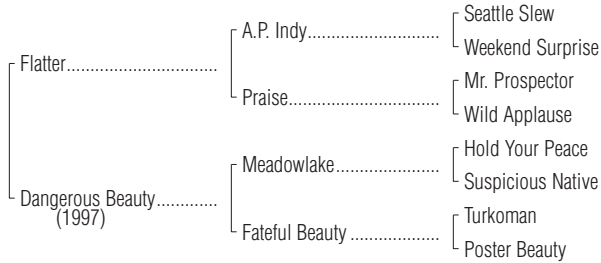 Seattle Slew
A.P. Indy..............................
Weekend Surprise
Flatter..................................
Mr. Prospector
Praise..................................
Wild Applause
Hold Your Peace
Meadowlake........................
Suspicious Native
Dangerous Beauty..............
(1997)
Turkoman
Fateful Beauty ....................
Poster Beauty